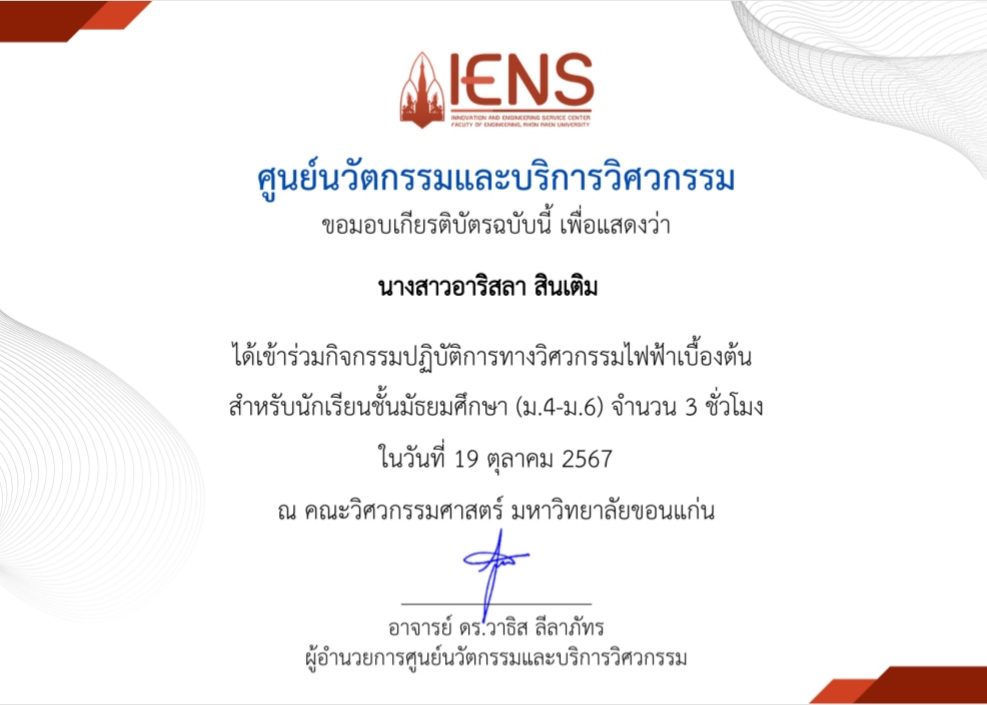 IENS
INNOVATION AND ENGINEERING SERVICE CENTER
FACUTY OF ENGINEERING, KHON KAEN UNIVERSITY
ศูนย์นวัตกรรมและบริการวิศวกรรม
ขอมอบเกียรติบัตรฉบับนี้ เพื่อแสดงว่า
นางสาวอาริสลา สินเติม
ได้เข้าร่วมกิจกรรมปฏิบัติการทางวิศวกรรมไฟฟ้าเบื้องต้น
สำหรับนักเรียนชั้นมัธยมศึกษา (ม.4-ม.6) จำนวน 3 ชั่วโมง
ในวันที่ 19 ตุลาคม 2567
ณ คณะวิศวกรรมศาสตร์ มหาวิทยาลัยขอนแก่น
อาจารย์ ดร.วาธิส ลีลาภัทร
ผู้อำนวยการศูนย์นวัตกรรมและบริการวิศวกรรม